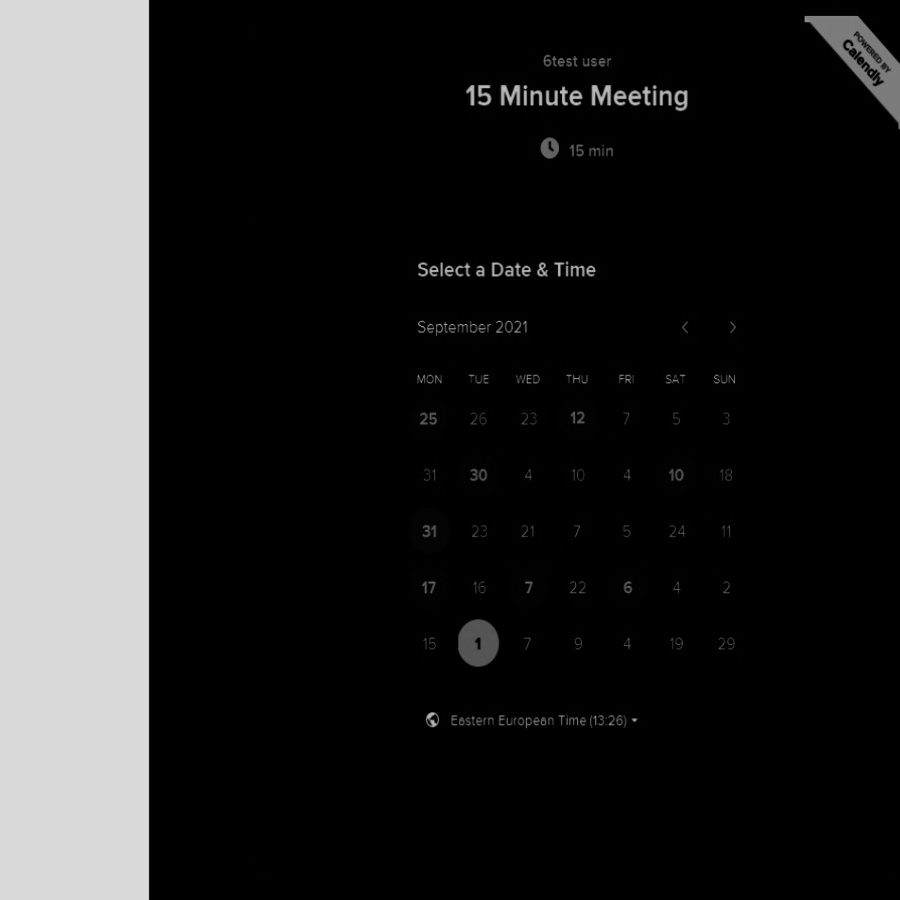 POWERED BY
Calendly
6test user
15 Minute Meeting
15 min
Select a Date & Time
September 2021
MON TUE WED THU FRI SAT SUN
25 26 23 12 7 5 3
31 30 4 10 4 10 18
31 23 21 7 5 24 11
17 16 7 22 6 4 2
15 1 7 9 4 19 29
Eastern European Time (13:26)